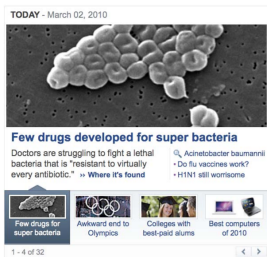 TODAY - March 02, 2010
Few drugs developed for super bacteria
Doctors are struggling to fight a lethal
bacteria that is "resistant to virtually
every antibiotic." » Where it's found
Acinetobacter baumannii
• Do flu vaccines work?
• H1N1 still worrisome
Few drugs for
super bacteria
Awkward end to
Olympics
Colleges with
best-paid alums
Best computers
of 2010
1 - 4 of 32